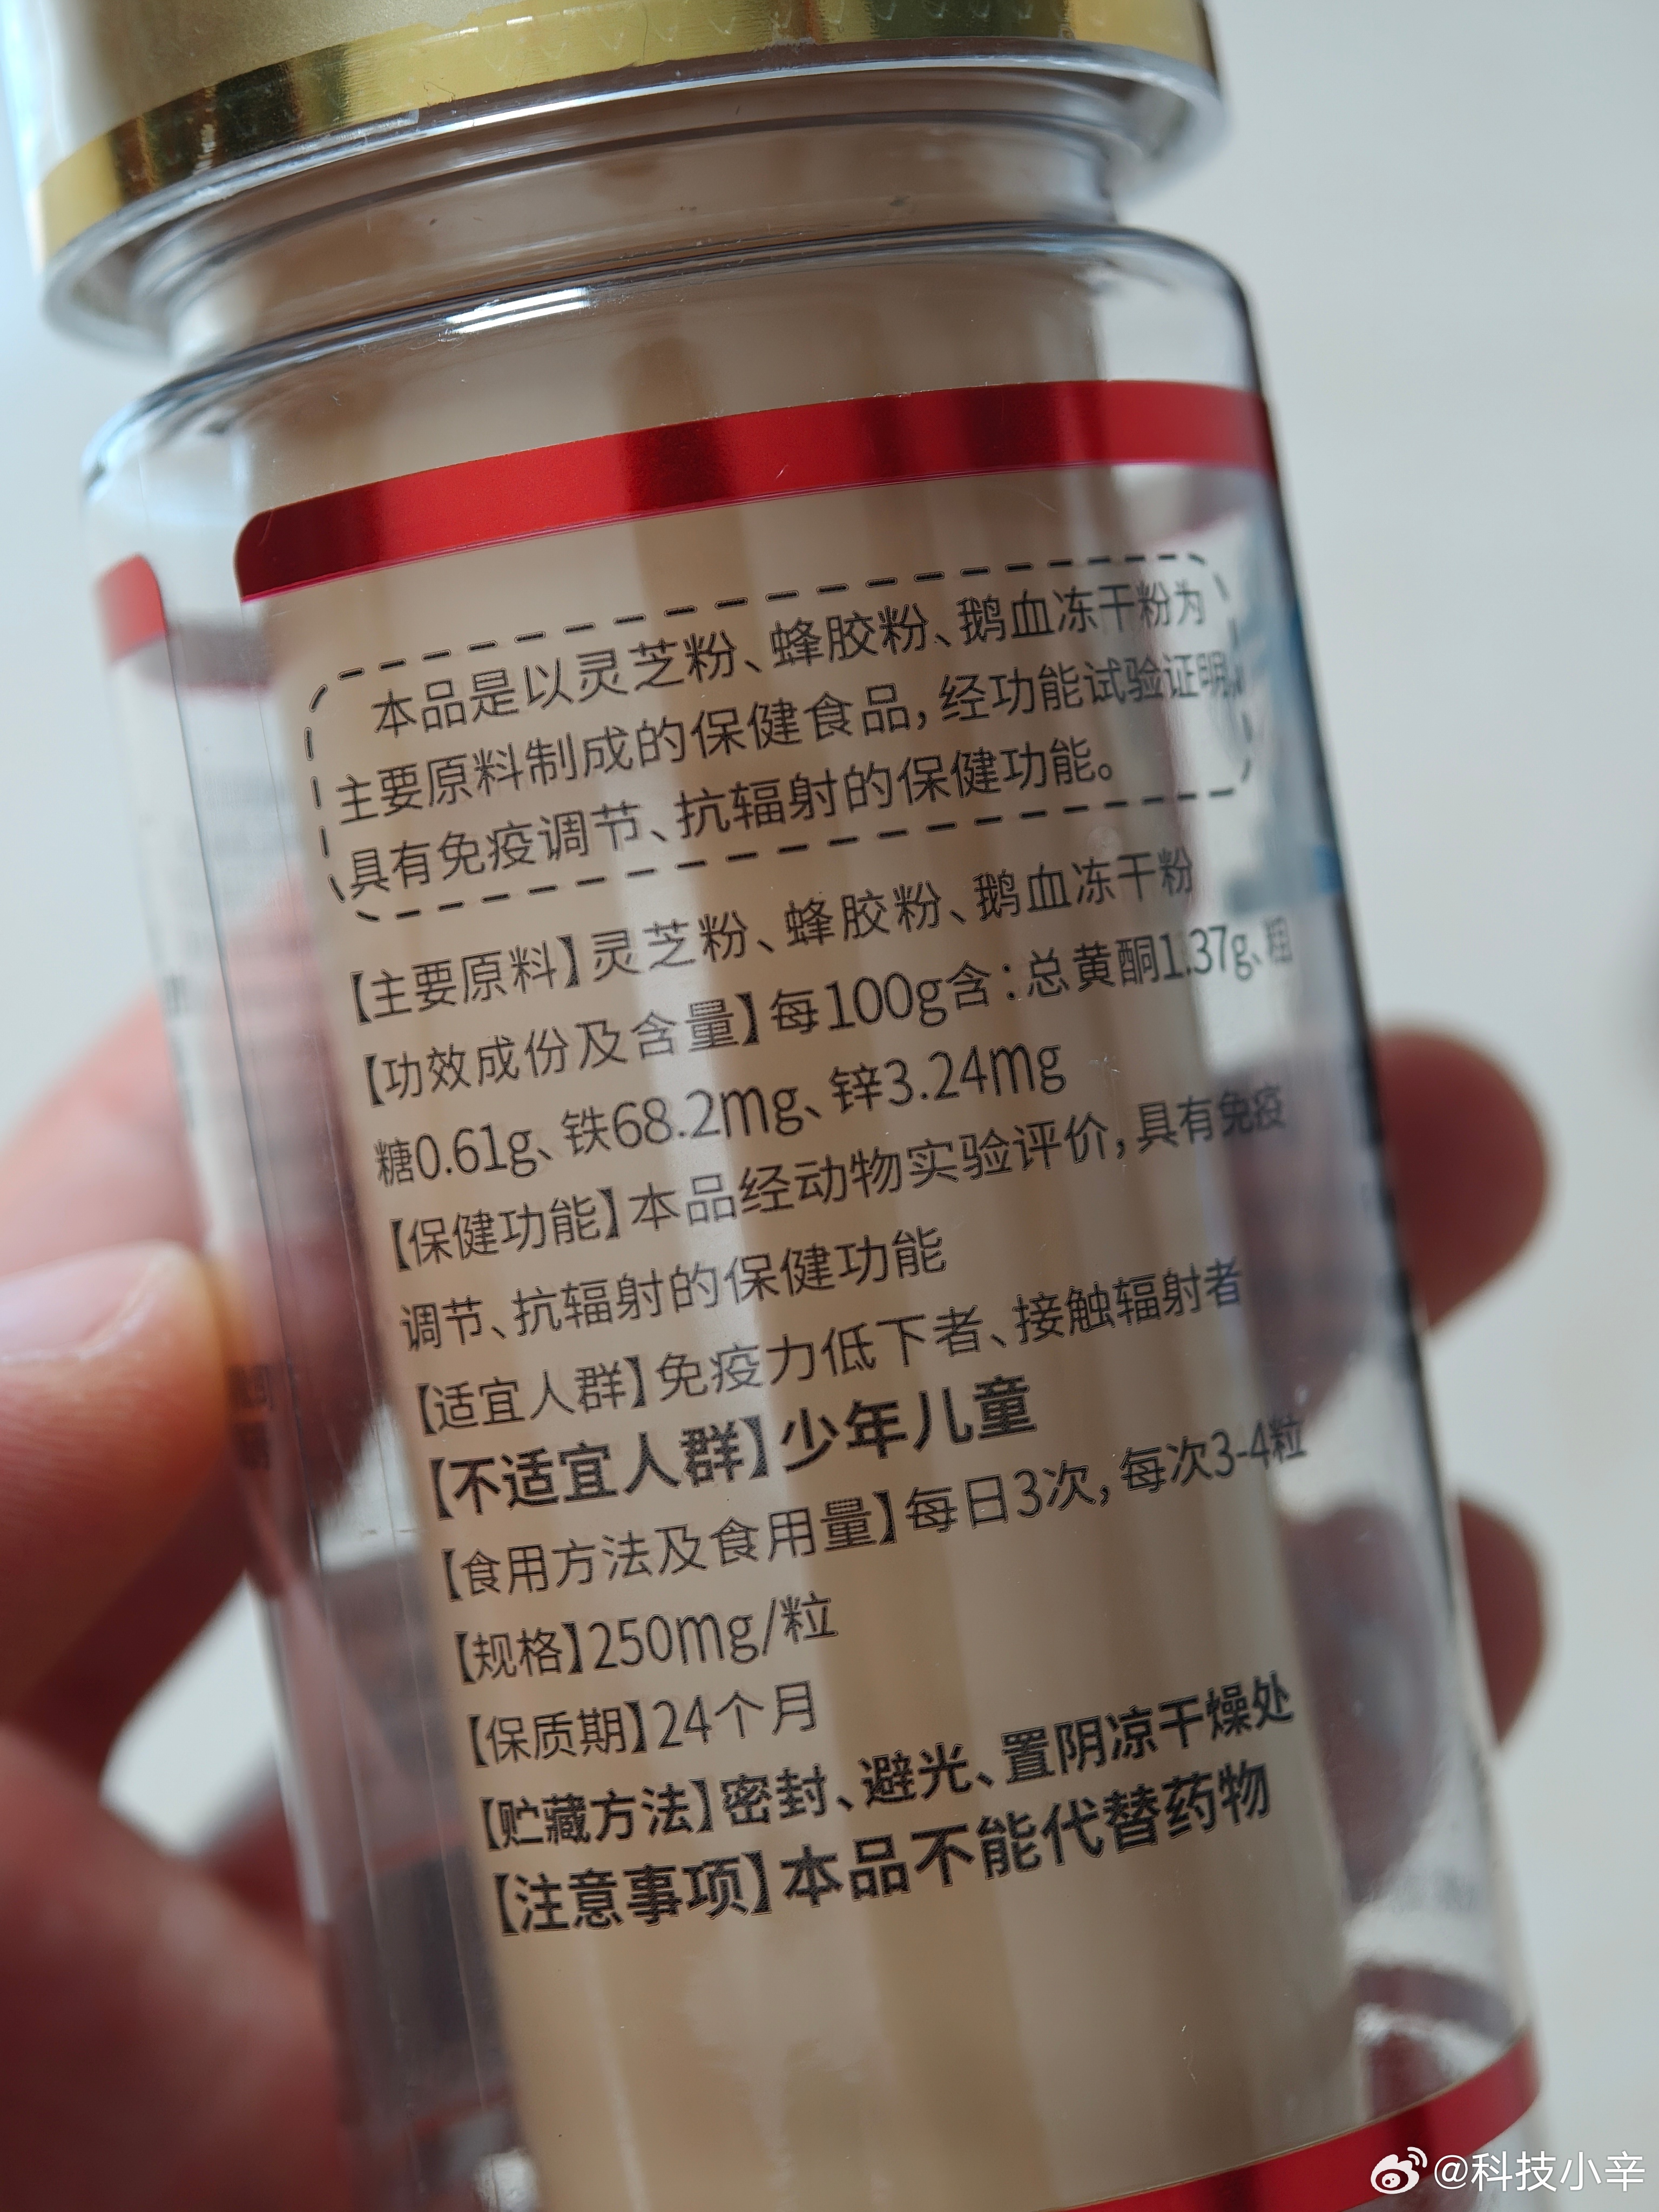 本品是以灵芝粉、蜂胶粉、鹅血冻干粉为
主要原料制成的保健食品，经功能试验证明，
具有免疫调节、抗辐射的保健功能。
【主要原料】灵芝粉、蜂胶粉、鹅血冻干粉
【功效成份及含量】每100g含：总黄酮1.37g、粗
糖0.61g、铁68.2mg、锌3.24mg
【保健功能】本品经动物实验评价，具有免疫
调节、抗辐射的保健功能
【适宜人群】免疫力低下者、接触辐射者
【不适宜人群】少年儿童
【食用方法及食用量】每日3次，每次3-4粒
【规格】250mg/粒
【保质期】24个月
【贮藏方法】密封、避光、置阴凉干燥处
【注意事项】本品不能代替药物
@科技小辛